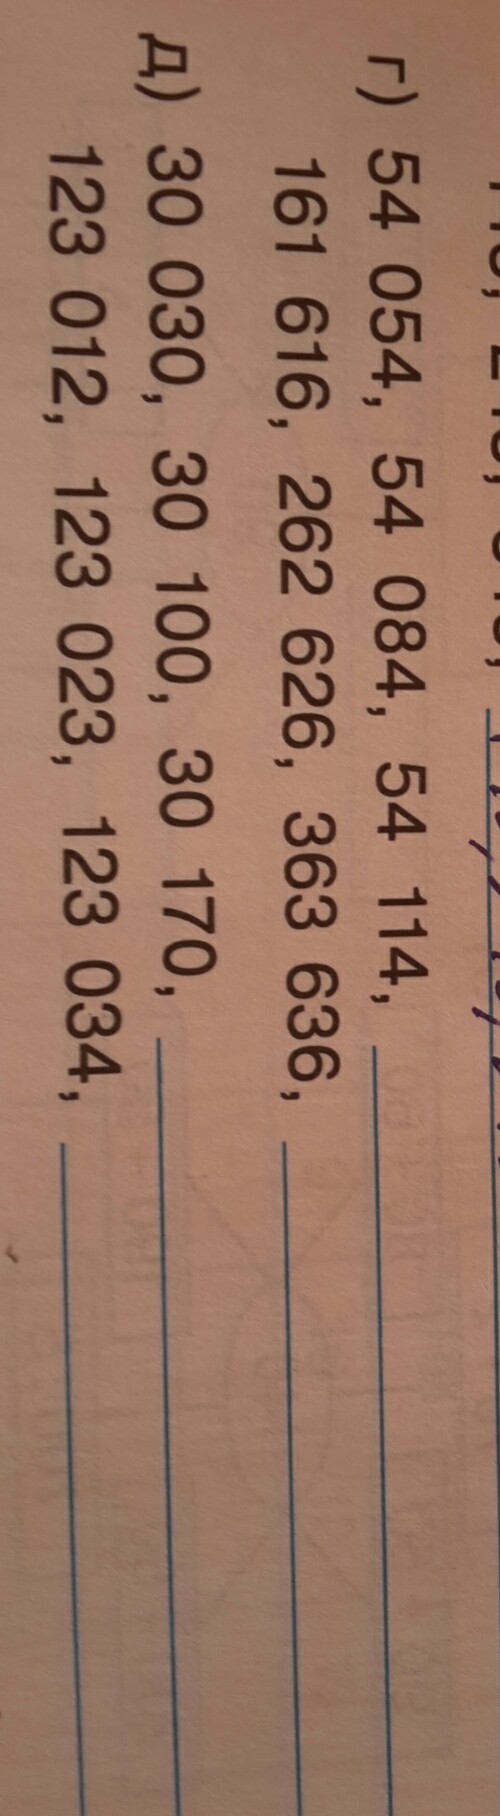 г) 54 054, 54 084, 54 114,
161 616, 262 626, 363 636,
д) 30 030, 30 100, 30 170,
123 012, 123 023, 123 034,